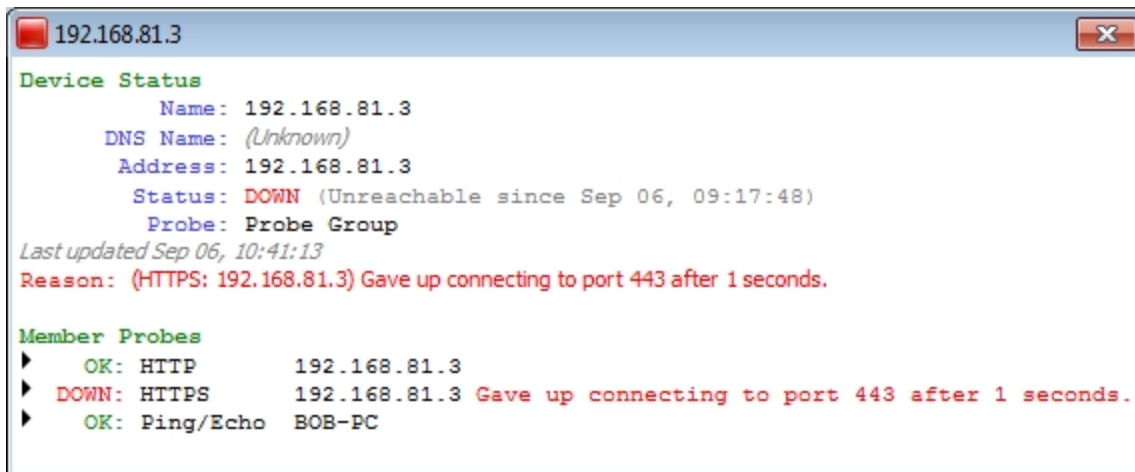 192.168.81.3
Device Status
Name: 192.168.81.3
DNS Name: (Unknown)
Address: 192.168.81.3
Status: DOWN (Unreachable since Sep 06, 09:17:48)
Probe: Probe Group
Last updated Sep 06, 10:41:13
Reason: (HTTPS: 192.168.81.3) Gave up connecting to port 443 after 1 seconds.
Member Probes
OK: HTTP 192.168.81.3
DOWN: HTTPS 192.168.81.3 Gave up connecting to port 443 after 1 seconds.
OK: Ping/Echo BOB-PC